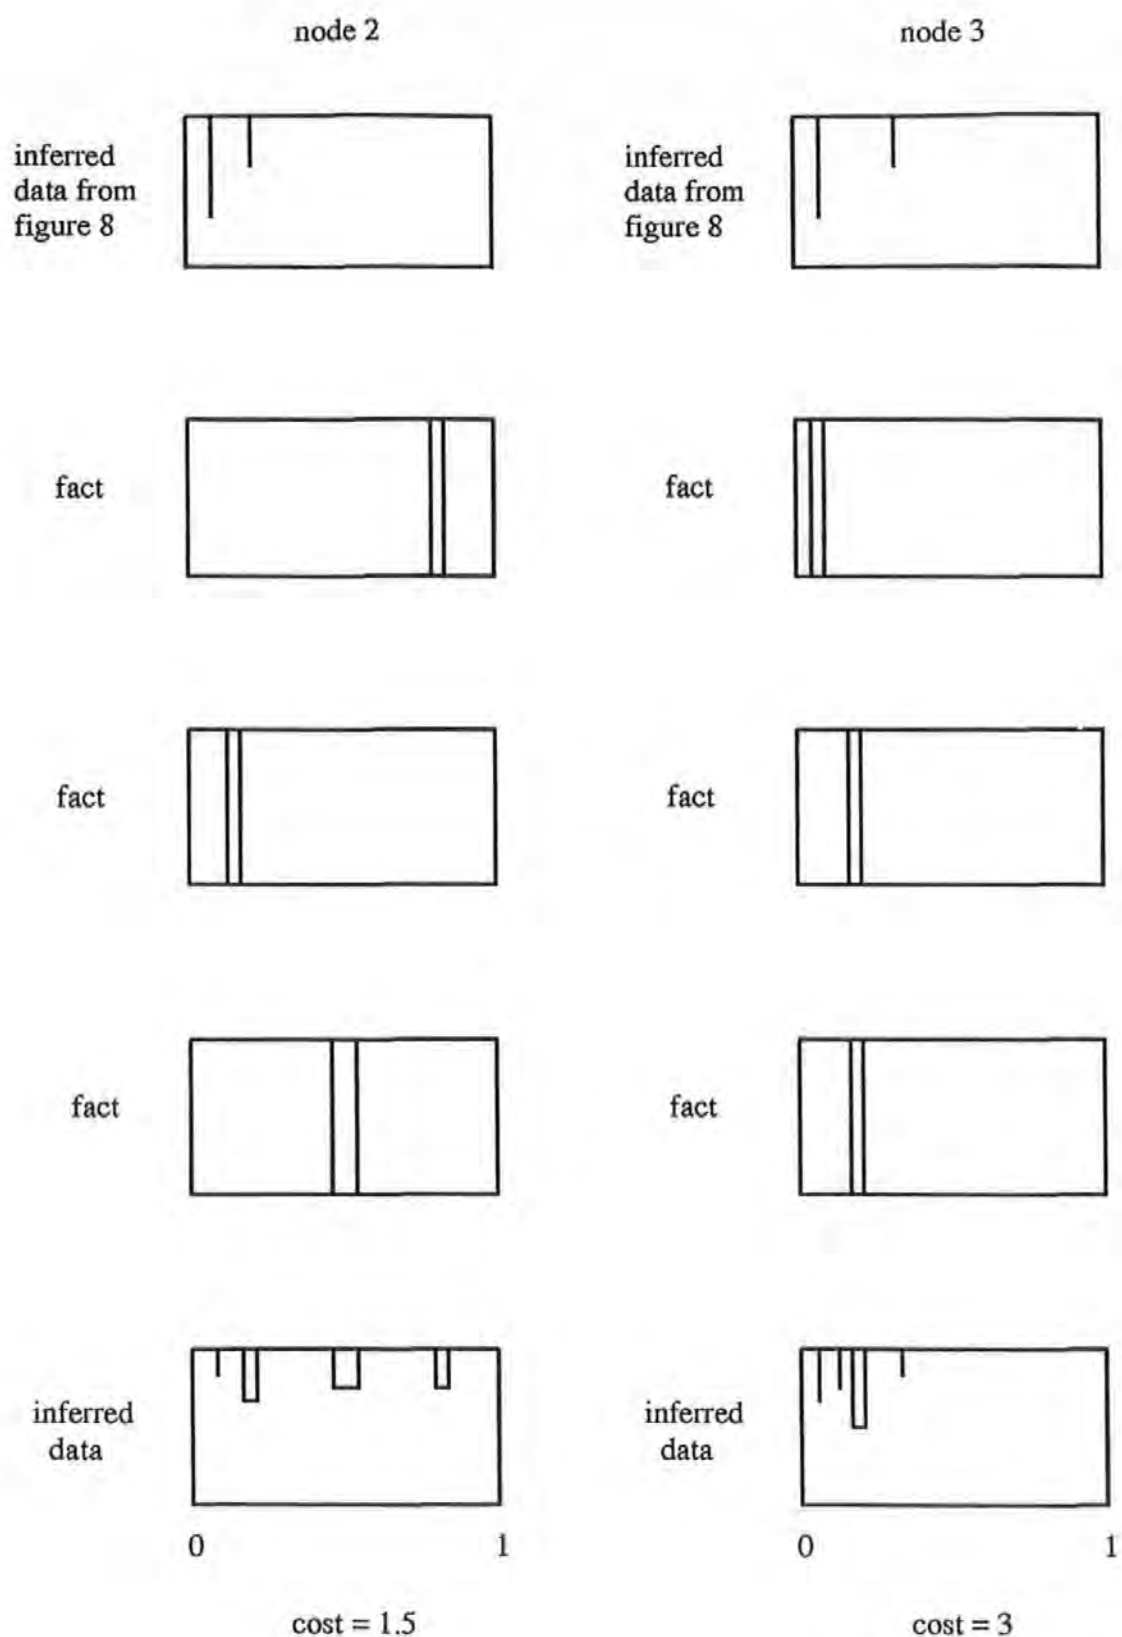 node 2
node 3
inferred
data from
figure 8
inferred
data from
figure 8
fact
fact
fact
fact
fact
fact
inferred
data
inferred
data
0 1
0 1
cost = 1.5
cost = 3